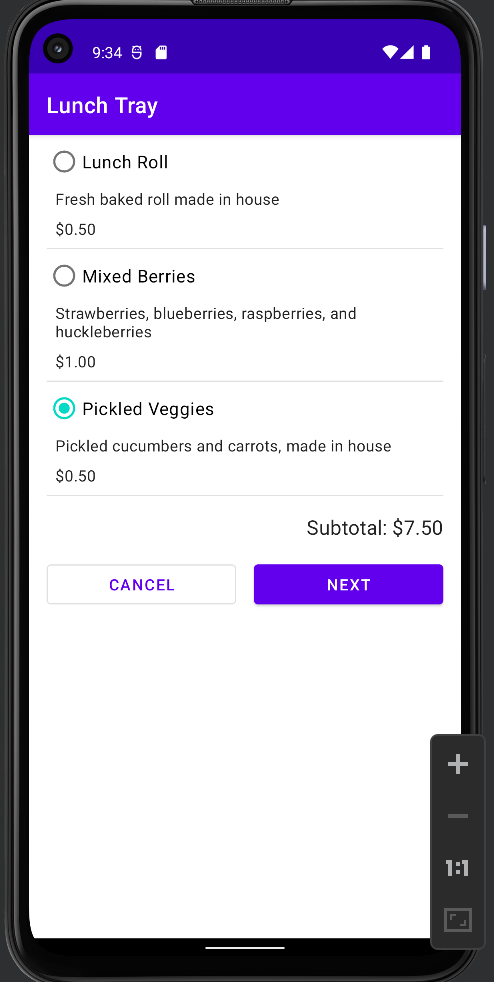 9:34
Lunch Tray
Lunch Roll
Fresh baked roll made in house
$0.50
Mixed Berries
Strawberries, blueberries, raspberries, and
huckleberries
$1.00
Pickled Veggies
Pickled cucumbers and carrots, made in house
$0.50
Subtotal: $7.50
CANCEL
NEXT
1:1